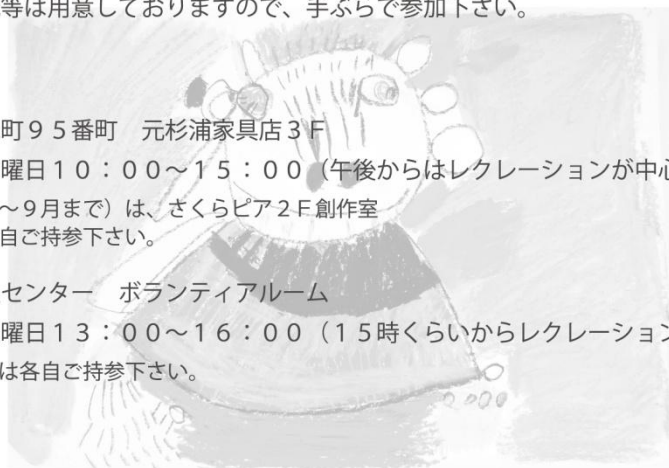 等は用意しておりますので、手ぶらで参加下さい。
町９５番町　元杉浦家具店３Ｆ
曜日１０：００～１５：００（午後からはレクレーションが中心
～９月まで）は、さくらピア２Ｆ創作室
自ご持参下さい。
センター　ボランティアルーム
曜日１３：００～１６：００（１５時くらいからレクレーション
は各自ご持参下さい。